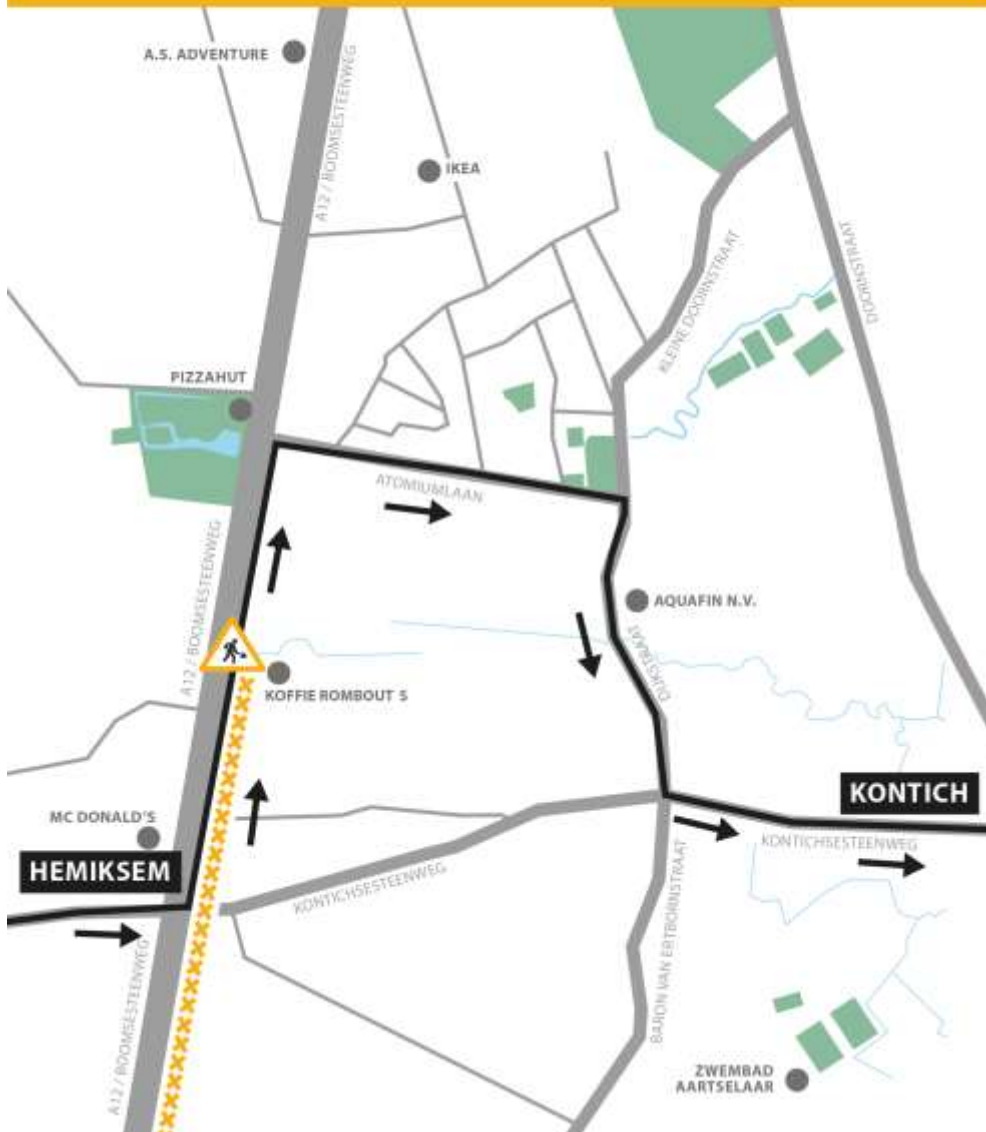 A.S. ADVENTURE
A12 / BOOMSESTEENWEG
IKEA
KLEINE DOORNSTRAAT
DOORNSTRAAT
PIZZAHUT
ATOMIUMLAAN
A12 / BOOMSESTEENWEG
AQUAFIN N.V.
DIJKSTRAAT
KOFFIE ROMBOUT S
KONTICH
MC DONALD'S
KONTICHSESTEENWEG
HEMIKSEM
KONTICHSESTEENWEG
BARON VAN ERTBORNSTRAAT
A12 / BOOMSESTEENWEG
ZWEMBAD
AARTSELAAR